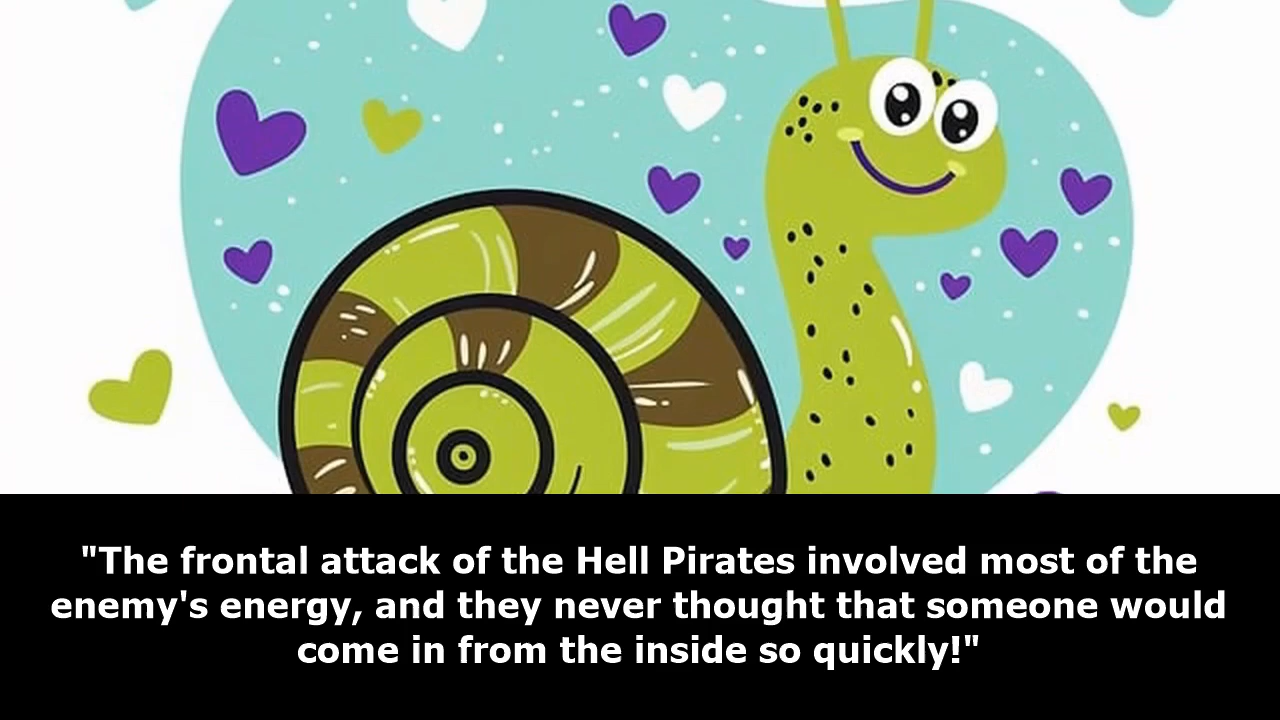 "The frontal attack of the Hell Pirates involved most of the
enemy's energy, and they never thought that someone would
come in from the inside so quickly!"